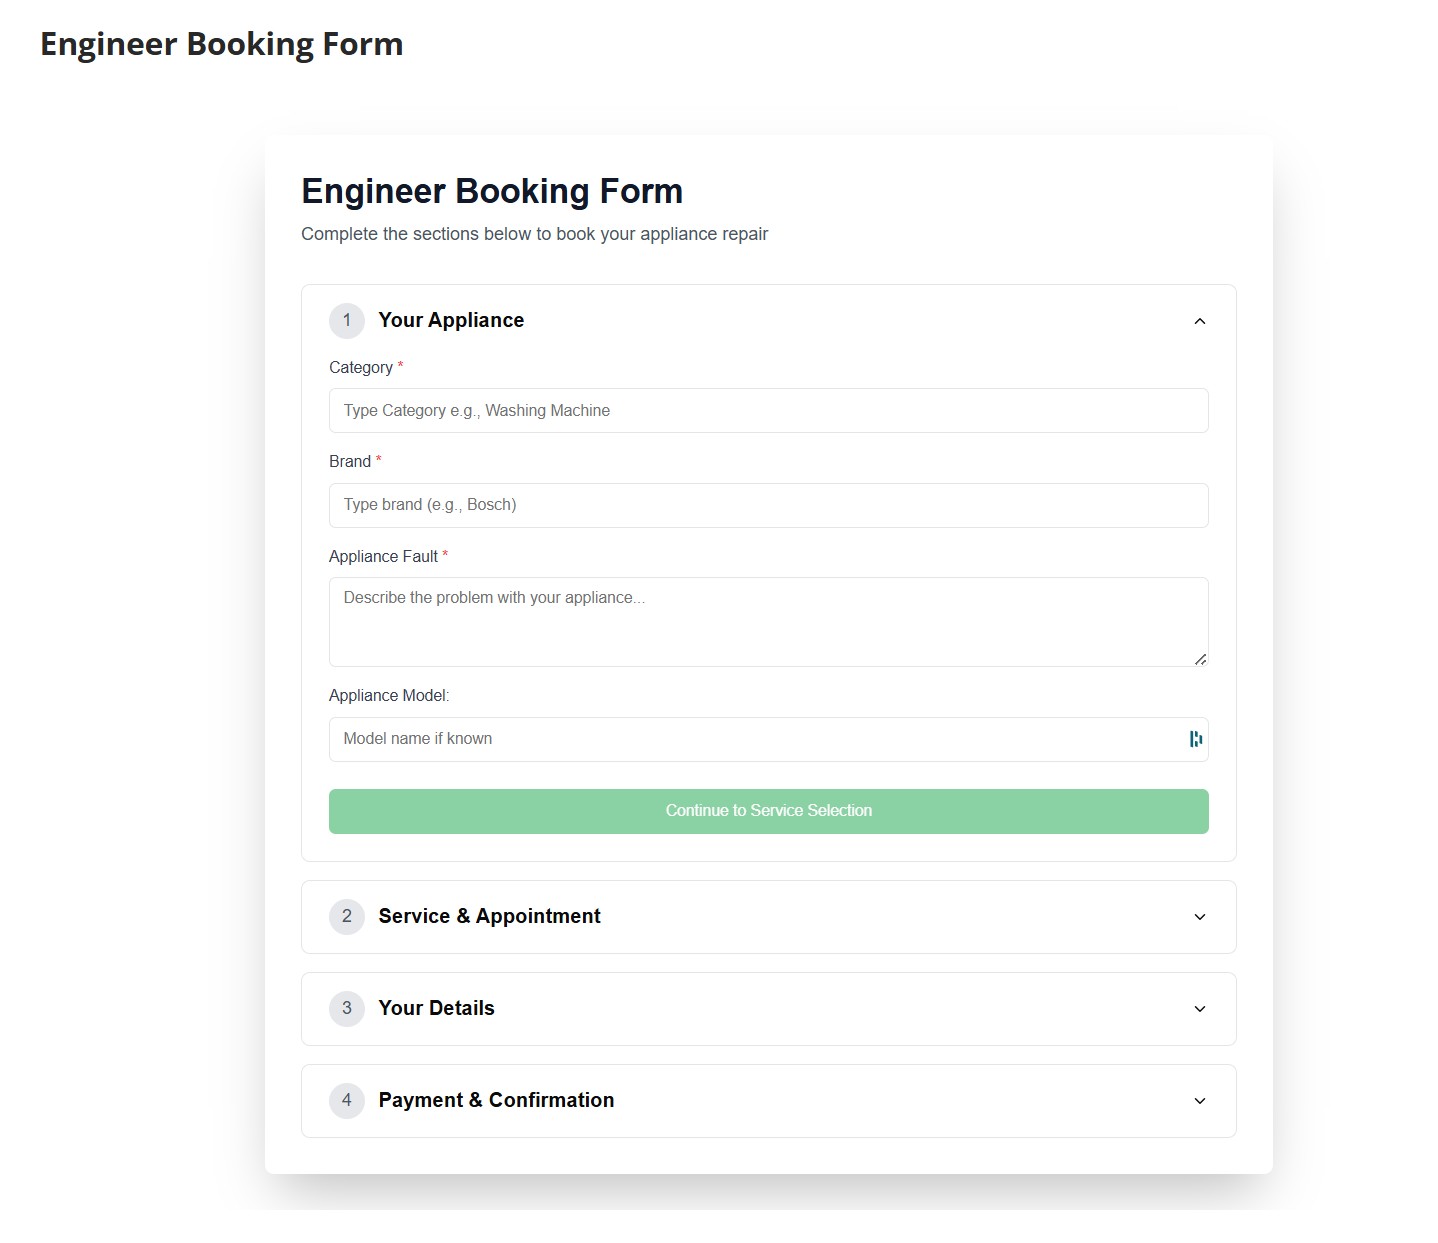 Engineer Booking Form
Engineer Booking Form
Complete the sections below to book your appliance repair
1 Your Appliance
Category *
Type Category e.g., Washing Machine
Brand *
Type brand (e.g., Bosch)
Appliance Fault *
Describe the problem with your appliance...
Appliance Model:
Model name if known
Continue to Service Selection
2 Service & Appointment
3 Your Details
4 Payment & Confirmation